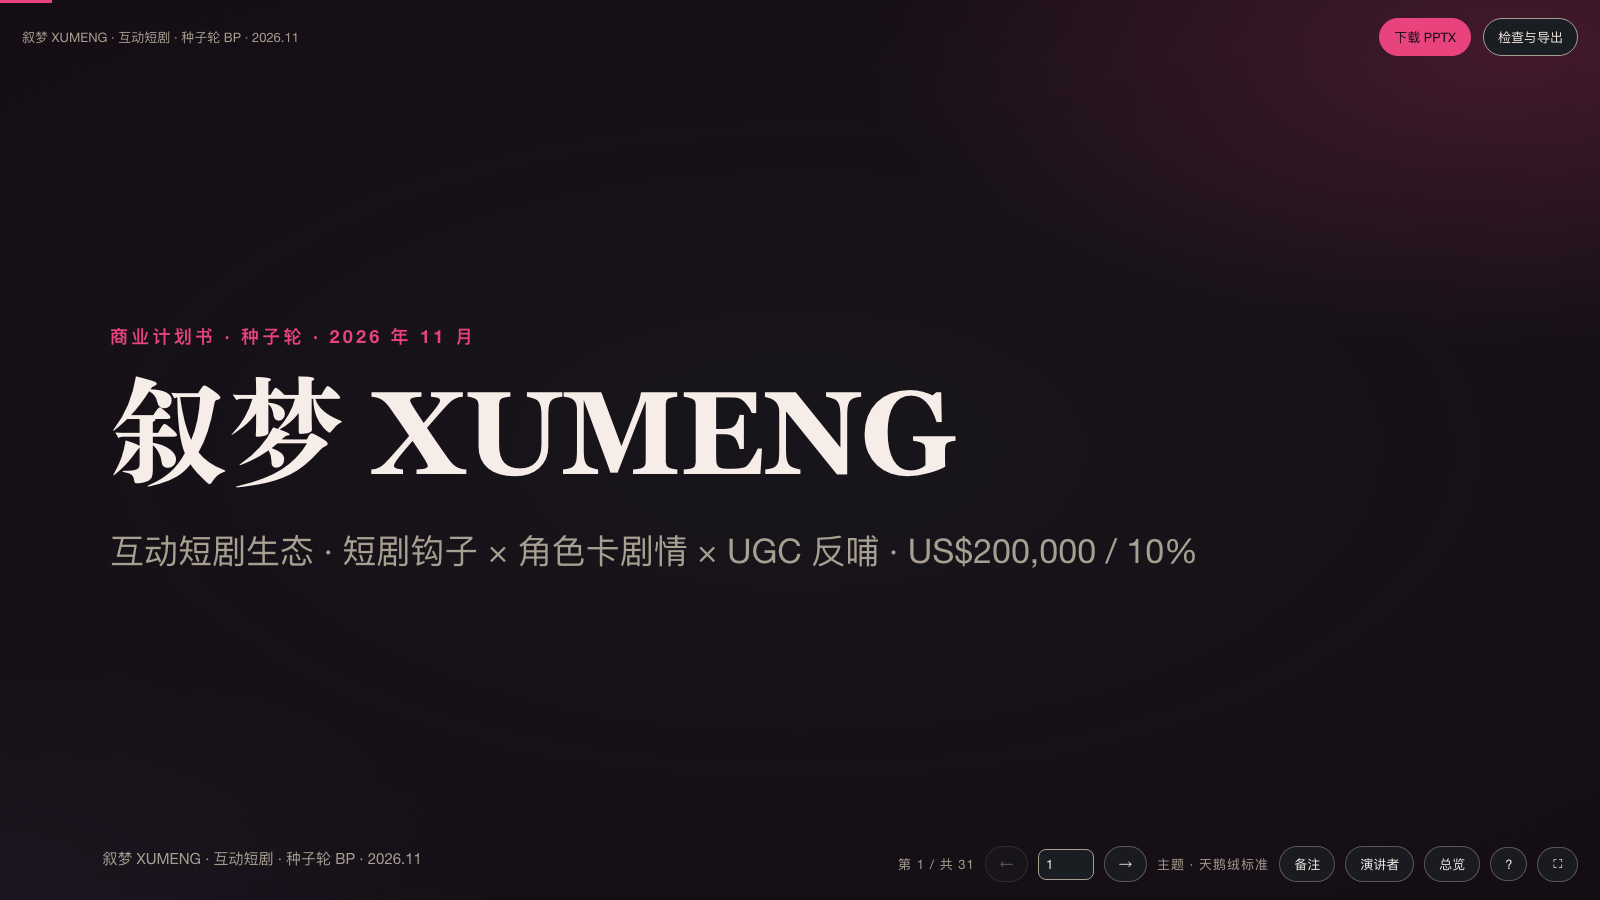 叙梦 XUMENG · 互动短剧 · 种子轮 BP · 2026.11
下载 PPTX
检查与导出
商业计划书 · 种子轮 · 2026 年 11 月
叙梦 XUMENG
互动短剧生态 · 短剧钩子 × 角色卡剧情 × UGC 反哺 · US$200,000 / 10%
叙梦 XUMENG · 互动短剧 · 种子轮 BP · 2026.11
第 1 / 共 31
←
1
→
主题 · 天鹅绒标准
备注
演讲者
总览
?